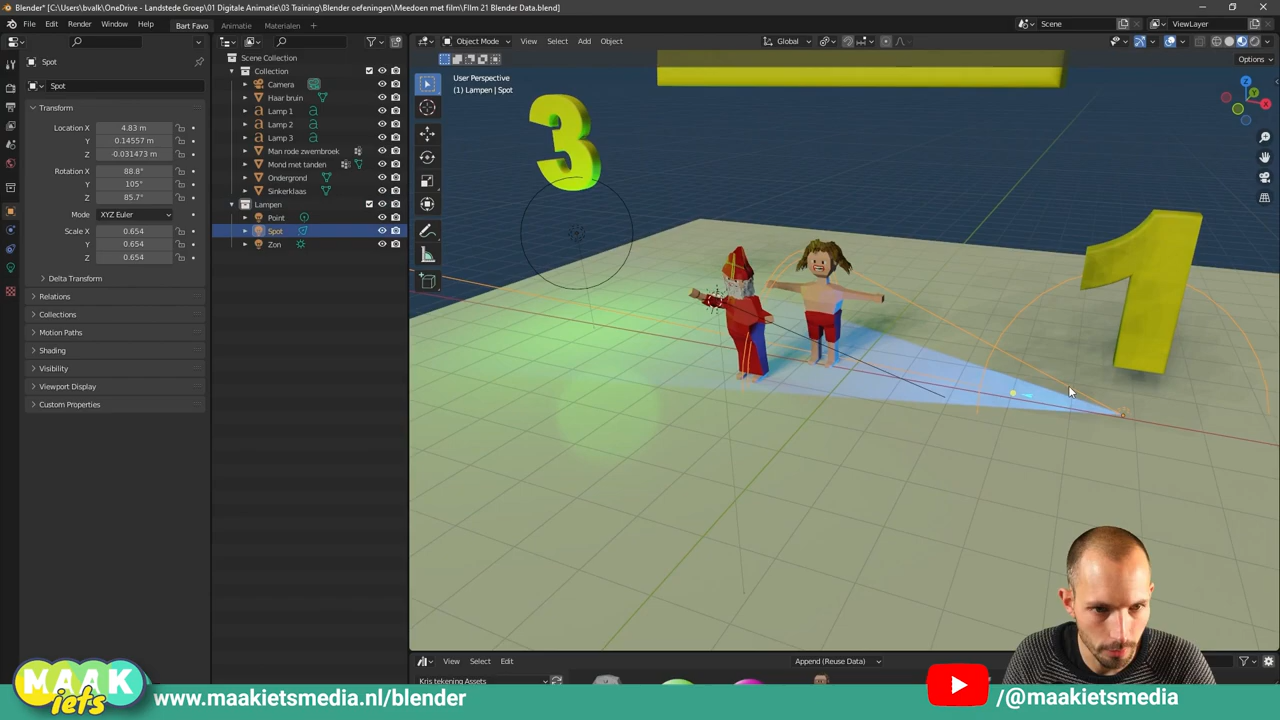 Blender* [C:\Users\bvalk\OneDrive - Landstede Groep\01 Digitale Animatie\03 Training\Blender oefeningen\Meedoen met film\FIlm 21 Blender Data.blend]
File Edit Render Window Help Bart Favo Animatie Materialen + Scene ViewLayer
Object Mode View Select Add Object Global
Options
Spot
Spot
Transform
Location X 4.83 m
Y 0.14557 m
Z -0.031473 m
Rotation X 88.8°
Y 105°
Z 85.7°
Mode XYZ Euler
Scale X 0.654
Y 0.654
Z 0.654
Delta Transform
Relations
Collections
Motion Paths
Shading
Visibility
Viewport Display
Custom Properties
Scene Collection
Collection
Camera
Haar bruin
Lamp 1
Lamp 2
Lamp 3
Man rode zwembroek
Mond met tanden
Ondergrond
Sinkerklaas
Lampen
Point
Spot
Zon
User Perspective
(1) Lampen | Spot
Z
Y
X
3
1
View Select Edit Append (Reuse Data)
Kris tekening Assets
MAAK
iets
www.maakietsmedia.nl/blender
/@maakietsmedia